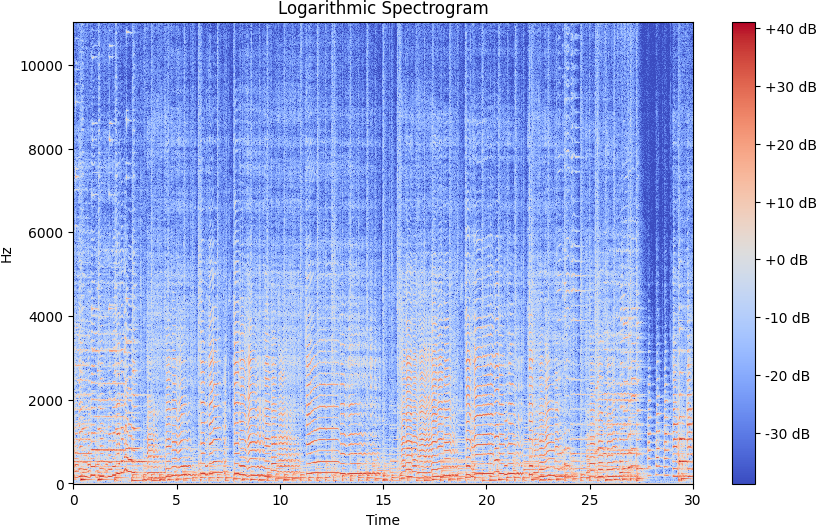 Logarithmic Spectrogram
Hz
10000
8000
6000
4000
2000
0
0 5 10 15 20 25 30
Time
+40 dB
+30 dB
+20 dB
+10 dB
+0 dB
-10 dB
-20 dB
-30 dB